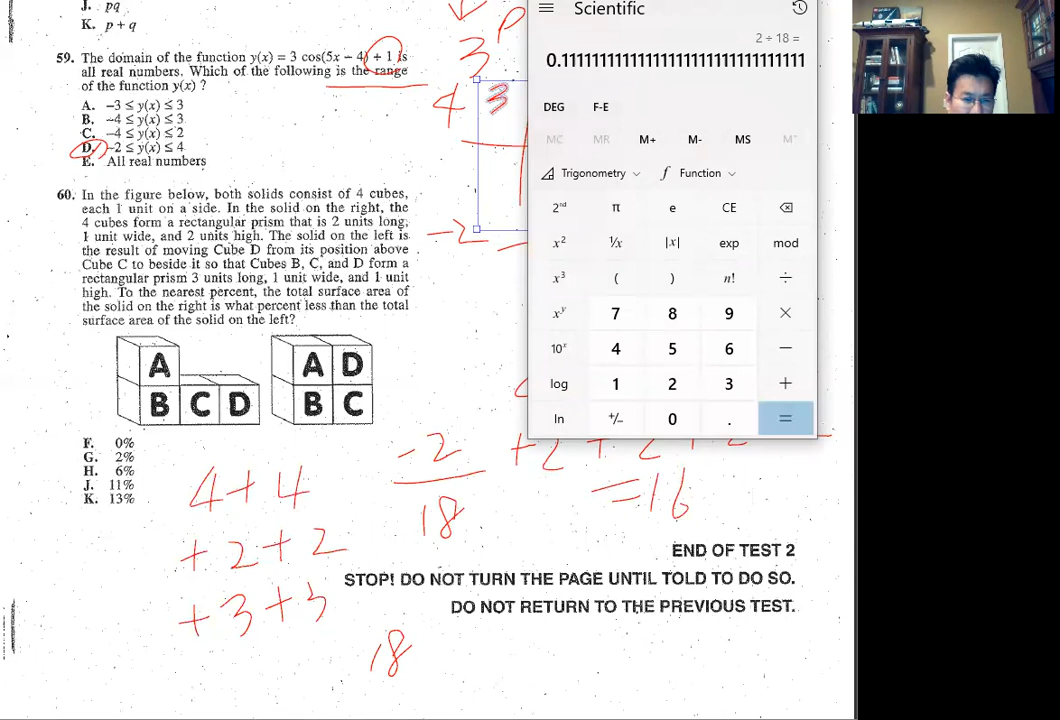 J. pq
K. p + q
59. The domain of the function y(x) = 3 cos(5x − 4) + 1 is
all real numbers. Which of the following is the range
of the function y(x) ?
A. −3 ≤ y(x) ≤ 3
B. −4 ≤ y(x) ≤ 3
C. −4 ≤ y(x) ≤ 2
D. −2 ≤ y(x) ≤ 4
E. All real numbers
60. In the figure below, both solids consist of 4 cubes,
each 1 unit on a side. In the solid on the right, the
4 cubes form a rectangular prism that is 2 units long,
1 unit wide, and 2 units high. The solid on the left is
the result of moving Cube D from its position above
Cube C to beside it so that Cubes B, C, and D form a
rectangular prism 3 units long, 1 unit wide, and 1 unit
high. To the nearest percent, the total surface area of
the solid on the right is what percent less than the total
surface area of the solid on the left?
A
B C D
A D
B C
F. 0%
G. 2%
H. 6%
J. 11%
K. 13%
4 + 4
+ 2 + 2
+ 3 + 3
18
−2
18
+2 + 2 + 2
= 16
P
3
4 3
−2
END OF TEST 2
STOP! DO NOT TURN THE PAGE UNTIL TOLD TO DO SO.
DO NOT RETURN TO THE PREVIOUS TEST.
Scientific
2 ÷ 18 =
0.11111111111111111111111111111111
DEG F-E
MC MR M+ M- MS M˅
Trigonometry Function
2ⁿᵈ π e CE
x² ¹/x |x| exp mod
x³ ( ) n! ÷
xʸ 7 8 9 ×
10ˣ 4 5 6 −
log 1 2 3 +
ln +/− 0 . =